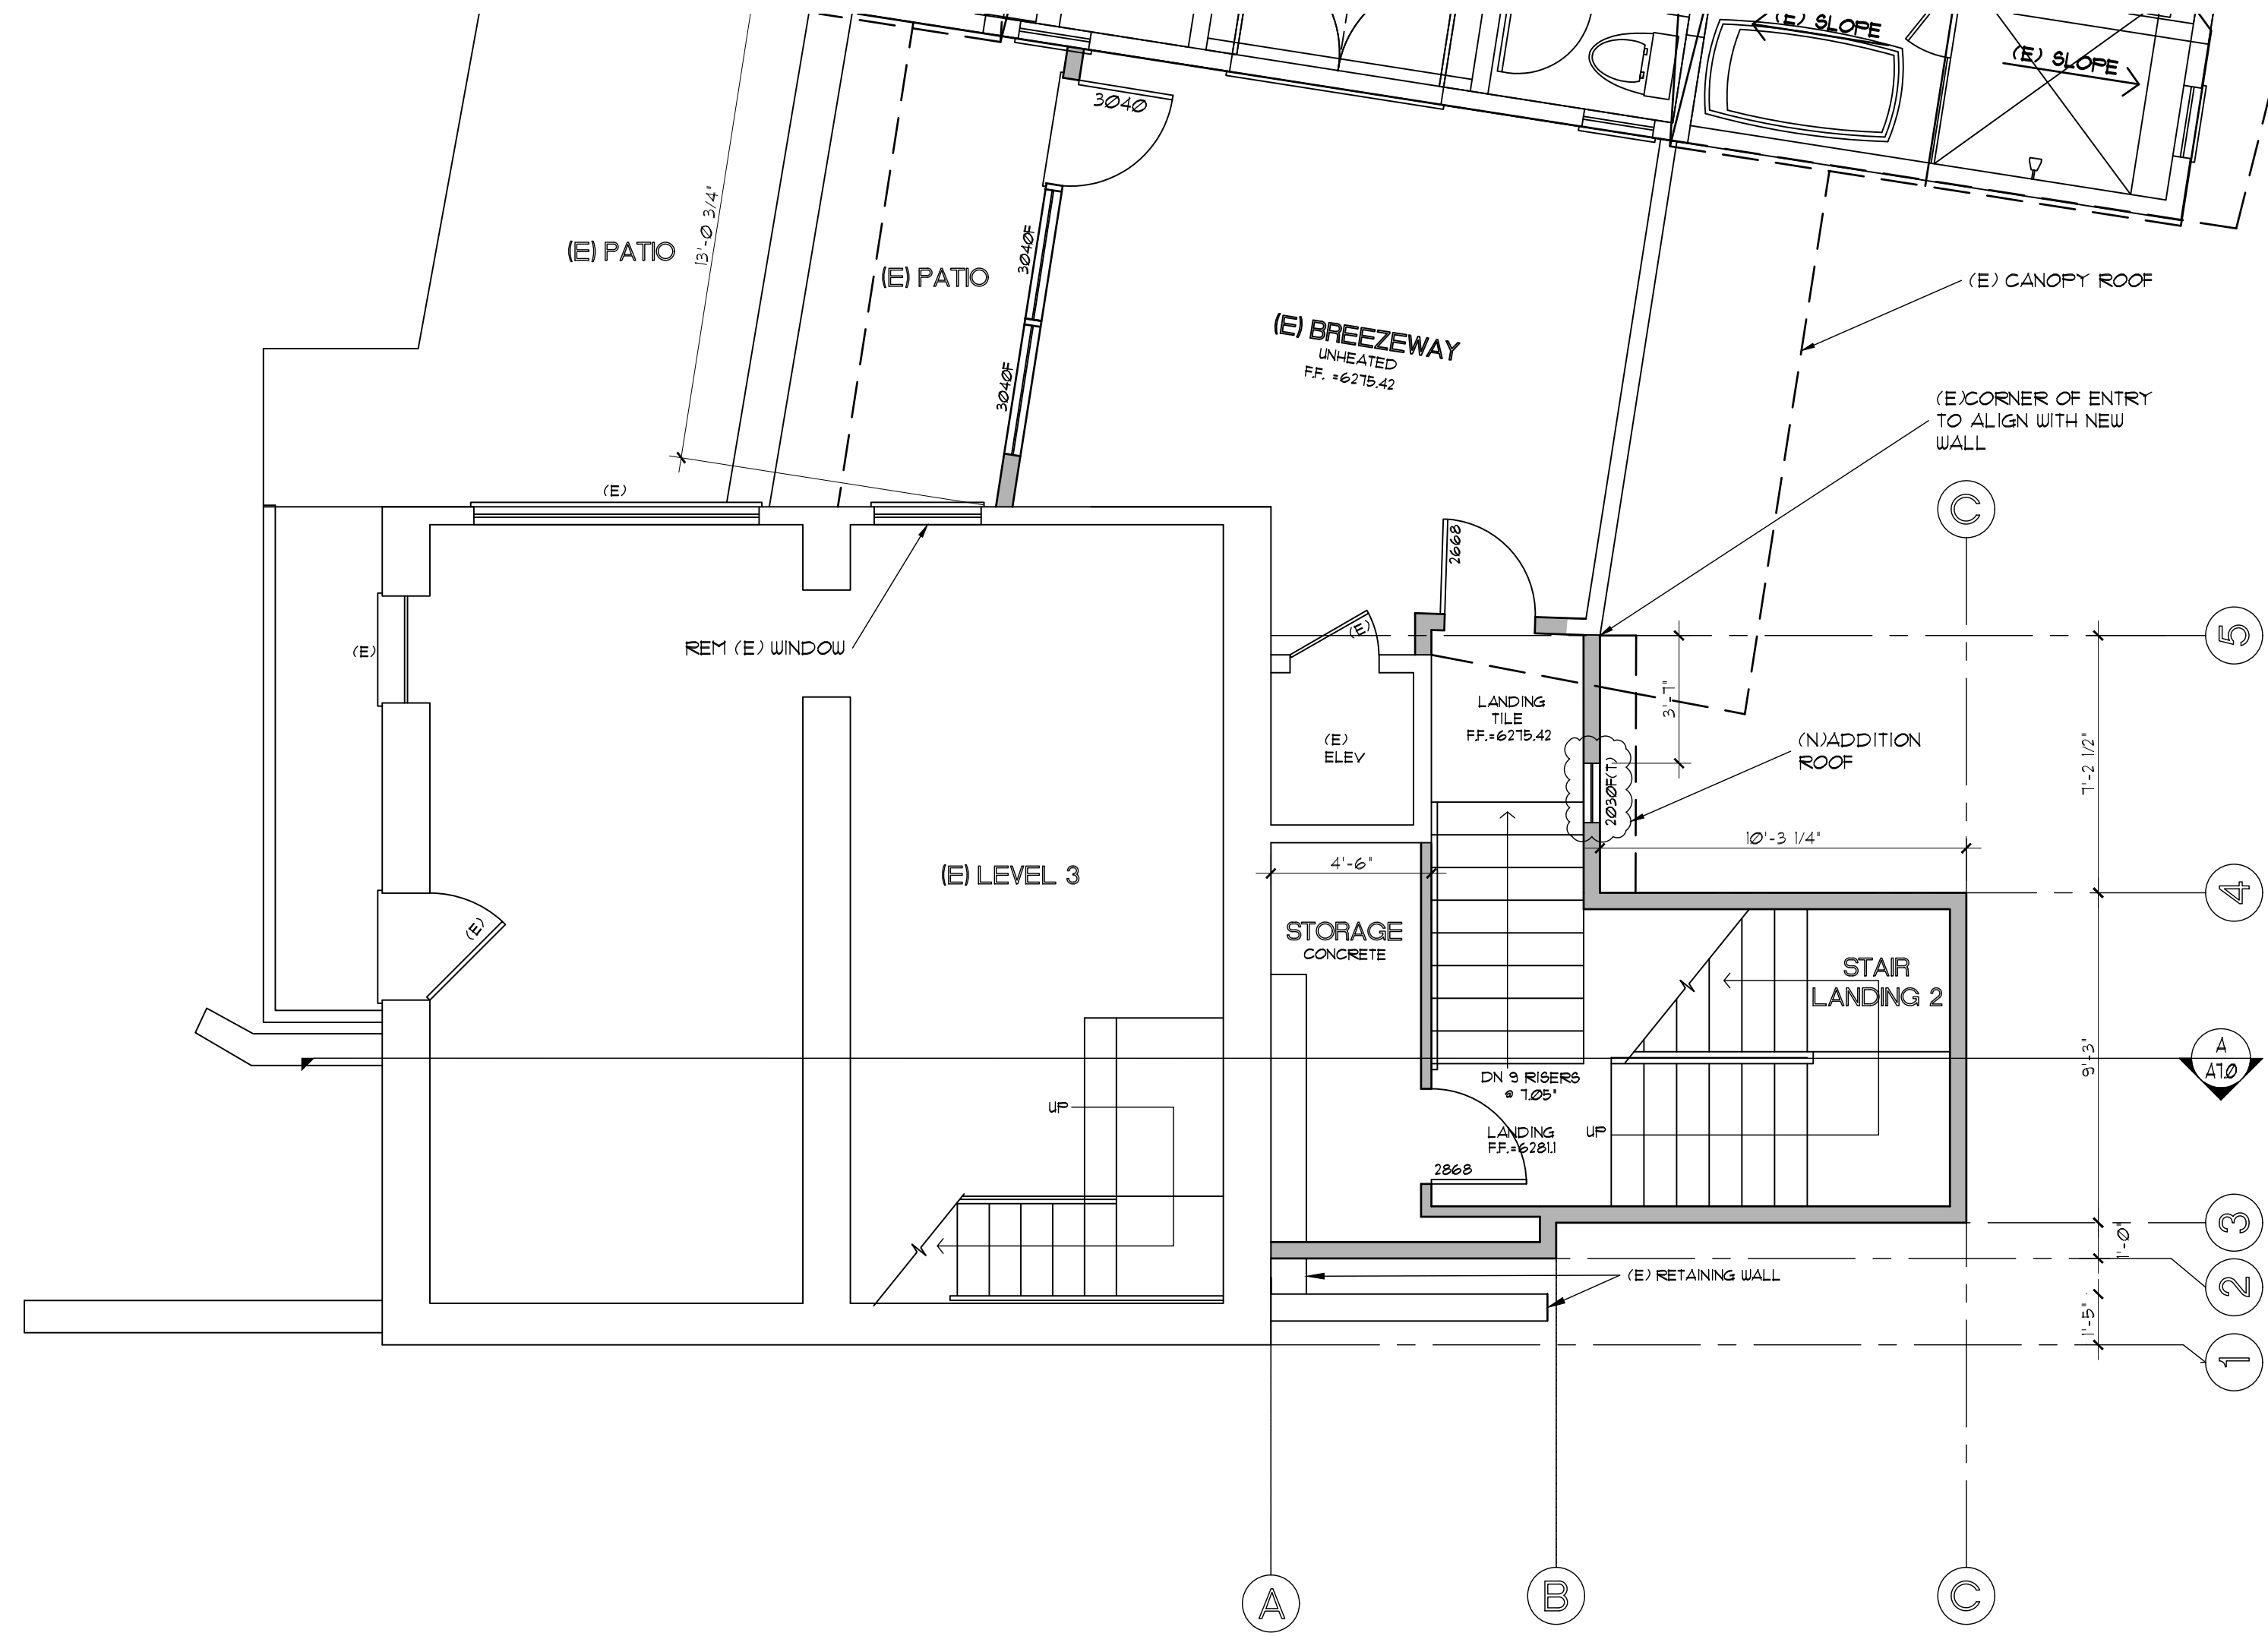 (E) SLOPE
(E) SLOPE
3040
13'-0 3/4"
(E) PATIO
(E) PATIO
3040F
3040F
(E) BREEZEWAY
UNHEATED
F.F. =6275.42
(E) CANOPY ROOF
(E)CORNER OF ENTRY
TO ALIGN WITH NEW
WALL
(E)
C
2668
REM (E) WINDOW
(E)
(E)
5
LANDING
TILE
F.F.=6275.42
3'-7"
(E)
ELEV
2030F(T)
(N)ADDITION
ROOF
7'-2 1/2"
10'-3 1/4"
4'-6"
(E) LEVEL 3
4
STORAGE
CONCRETE
(E)
STAIR
LANDING 2
A
A7.0
9'-3"
DN 9 RISERS
@ 7.05"
UP
LANDING
F.F.=6281.1
UP
2868
3
1'-0"
(E) RETAINING WALL
2
1'-5"
1
A
B
C